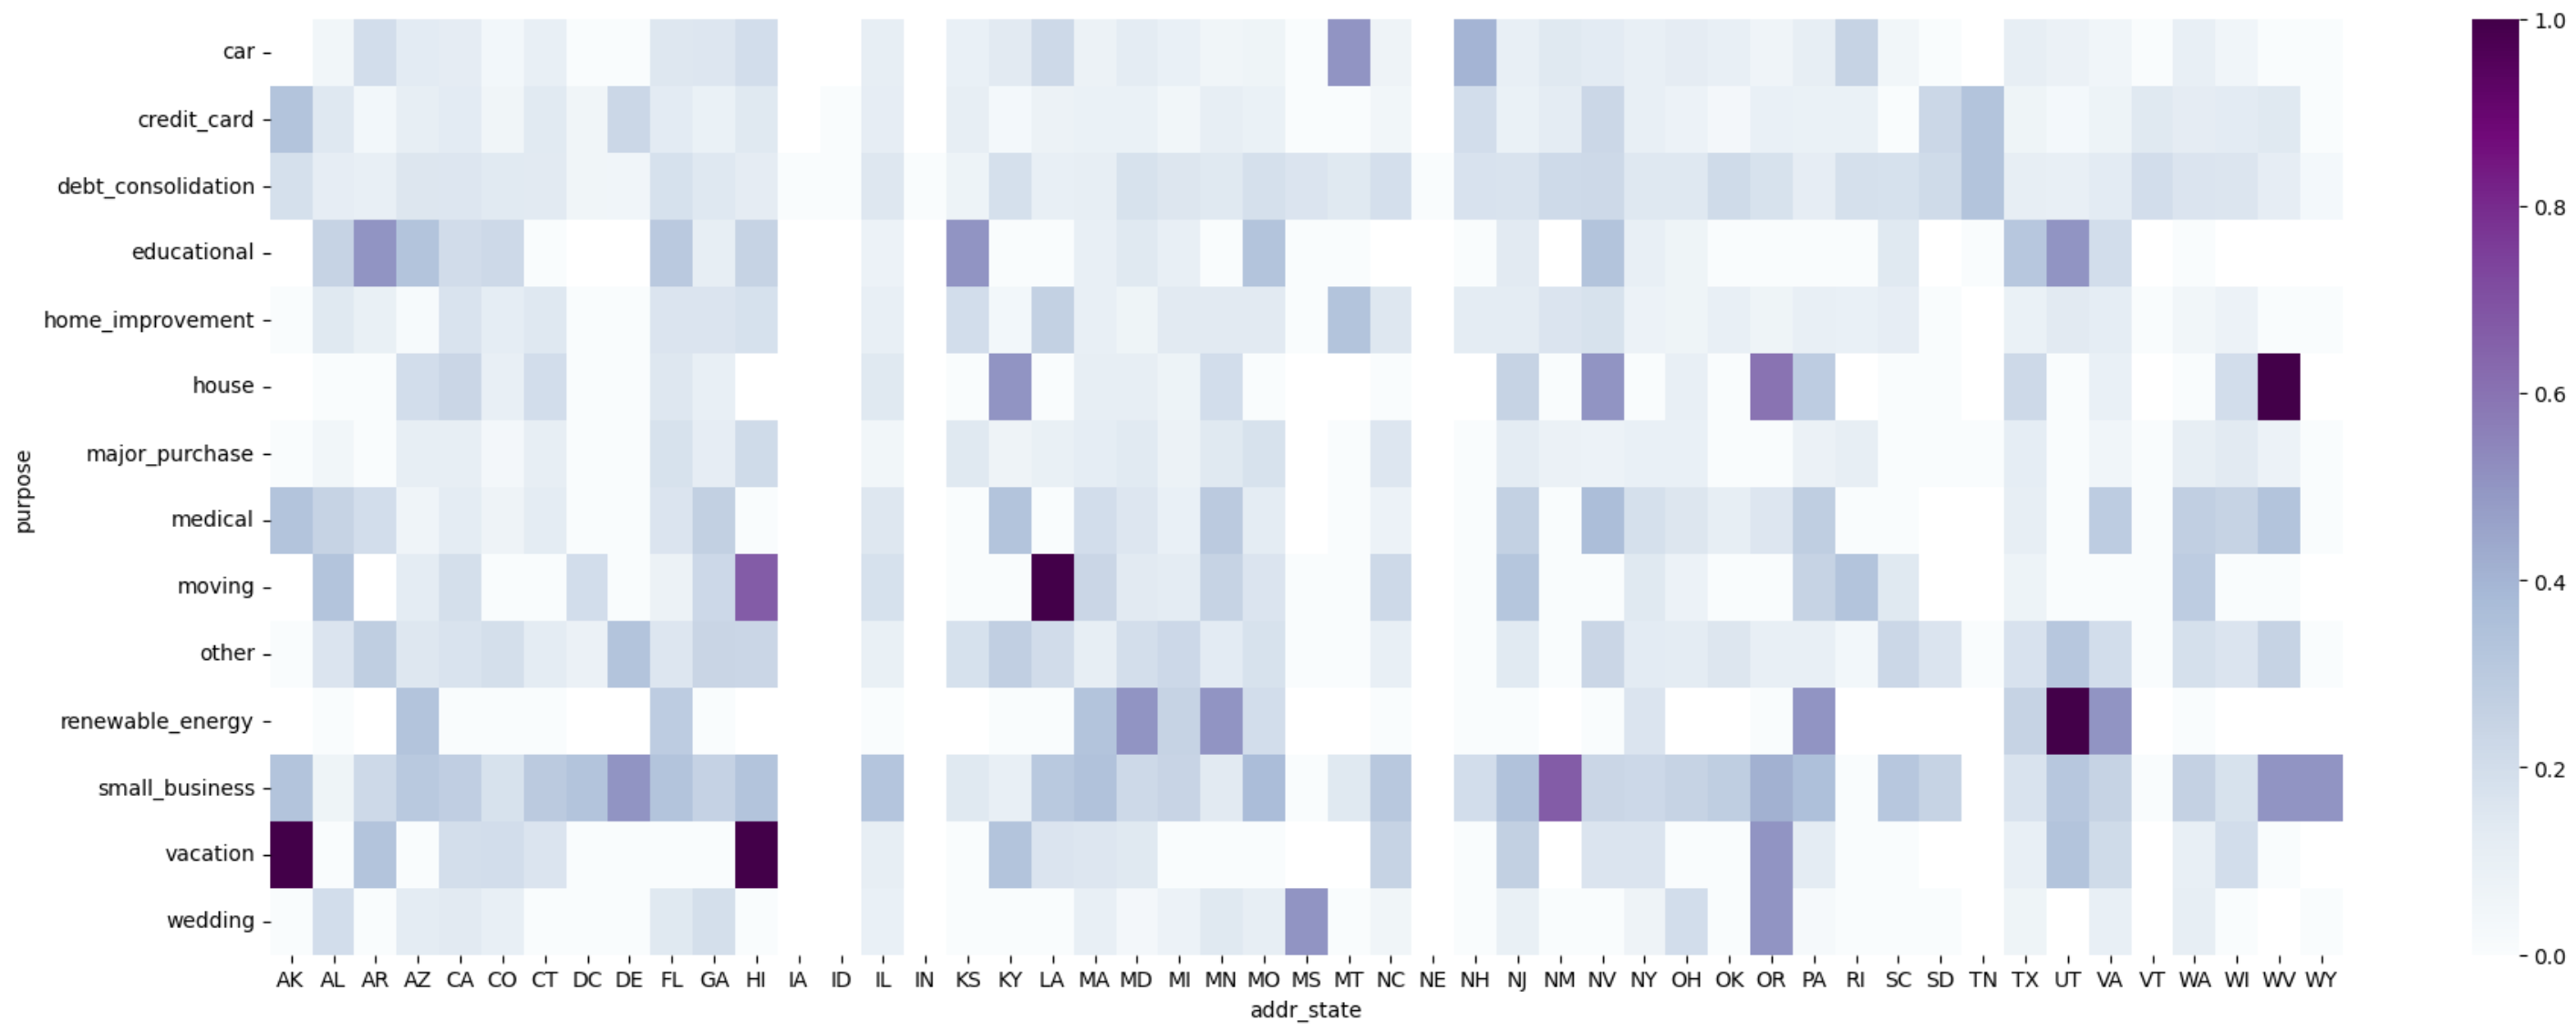 purpose
car
credit_card
debt_consolidation
educational
home_improvement
house
major_purchase
medical
moving
other
renewable_energy
small_business
vacation
wedding
AK AL AR AZ CA CO CT DC DE FL GA HI IA ID IL IN KS KY LA MA MD MI MN MO MS MT NC NE NH NJ NM NV NY OH OK OR PA RI SC SD TN TX UT VA VT WA WI WV WY
addr_state
1.0
0.8
0.6
0.4
0.2
0.0